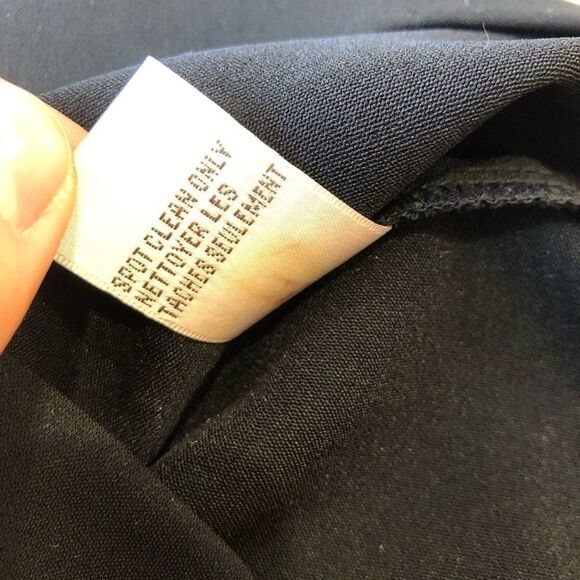 SPOT CLEAN ONLY
NETTOYER LES
TACHES SEULEMENT